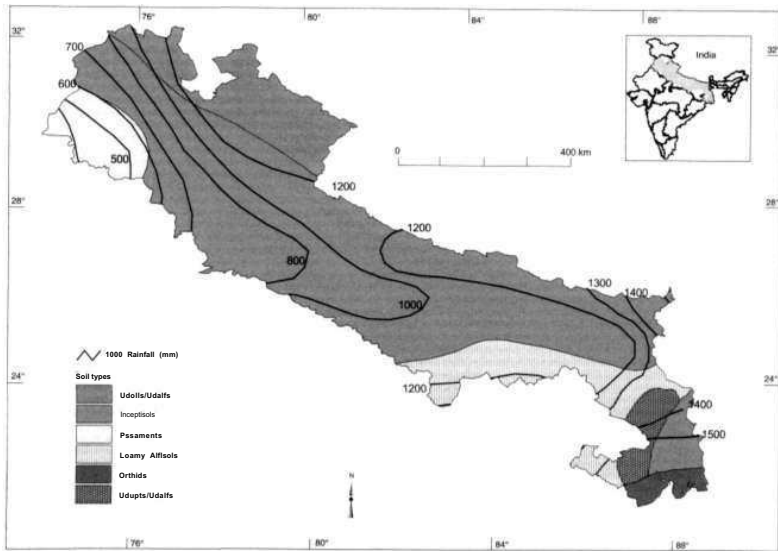 76°
80
84°
88°
32°
32°
700
600
500
India
0
400 km
1200
28°
28°
1200
800
1000
1300
1400
1000 Rainfall (mm)
Soil types
Udolls/Udalfs
Inceptisols
Pssaments
Loamy Alfisols
Orthids
Udupts/Udalfs
24°
24°
1200
1400
1500
N
76°
80
84°
88°